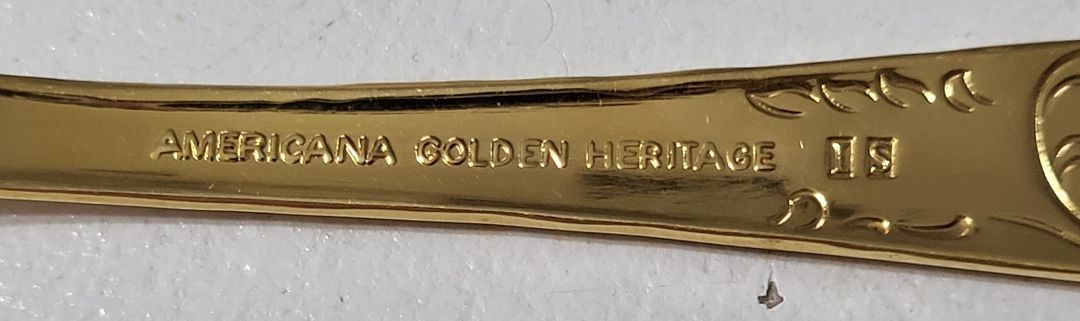 AMERICANA GOLDEN HERITAGE IS